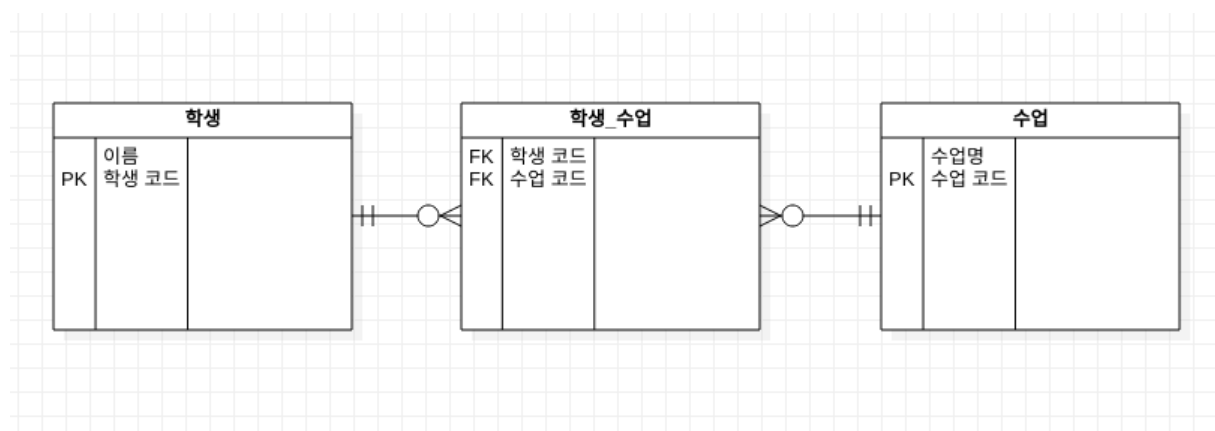 학생
이름
PK 학생 코드
학생_수업
FK 학생 코드
FK 수업 코드
수업
수업명
PK 수업 코드